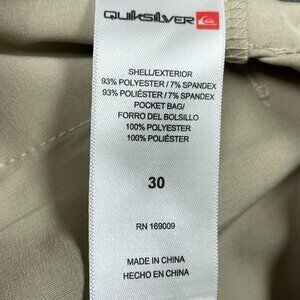 QUIKSILVER
SHELL/EXTERIOR
93% POLYESTER / 7% SPANDEX
93% POLIÉSTER / 7% SPANDEX
POCKET BAG/
FORRO DEL BOLSILLO
100% POLYESTER
100% POLIÉSTER
30
RN 169009
MADE IN CHINA
HECHO EN CHINA